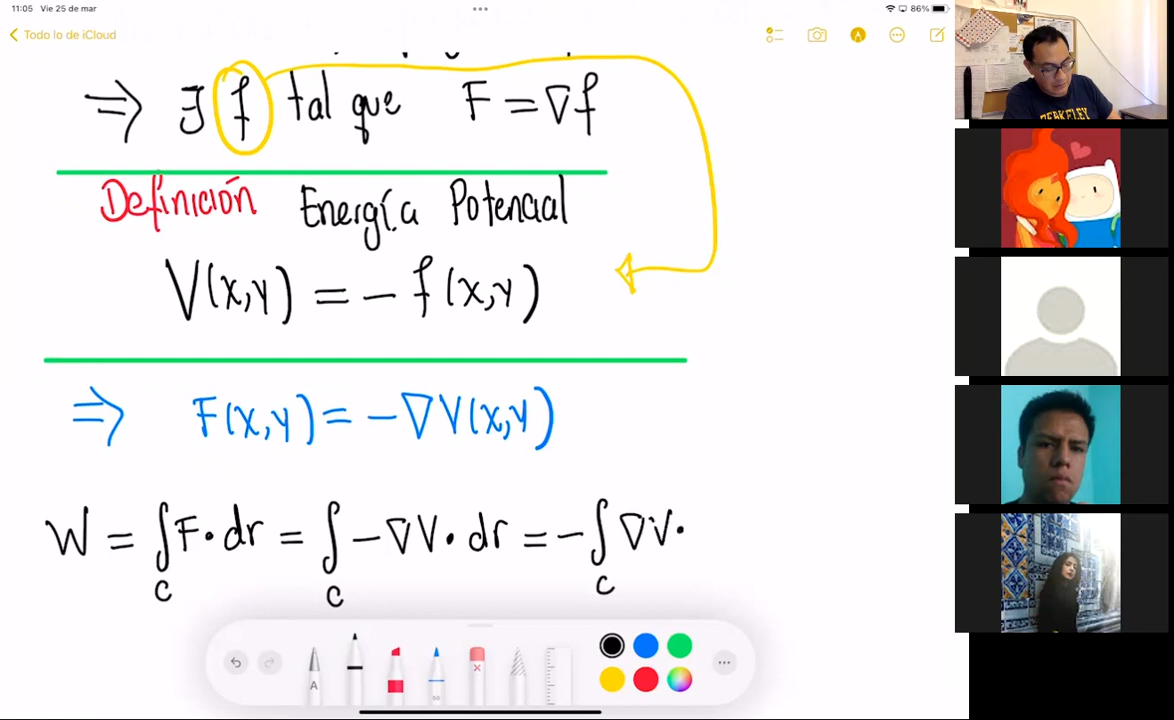 11:05 Vie 25 de mar
86%
Todo lo de iCloud
⇒ ∃ f tal que F = ∇f
Definición Energía Potencial
V(x,y) = - f(x,y)
⇒ F(x,y) = -∇V(x,y)
W = ∫_C F · dr = ∫_C -∇V · dr = -∫_C ∇V ·
A
BERKELEY